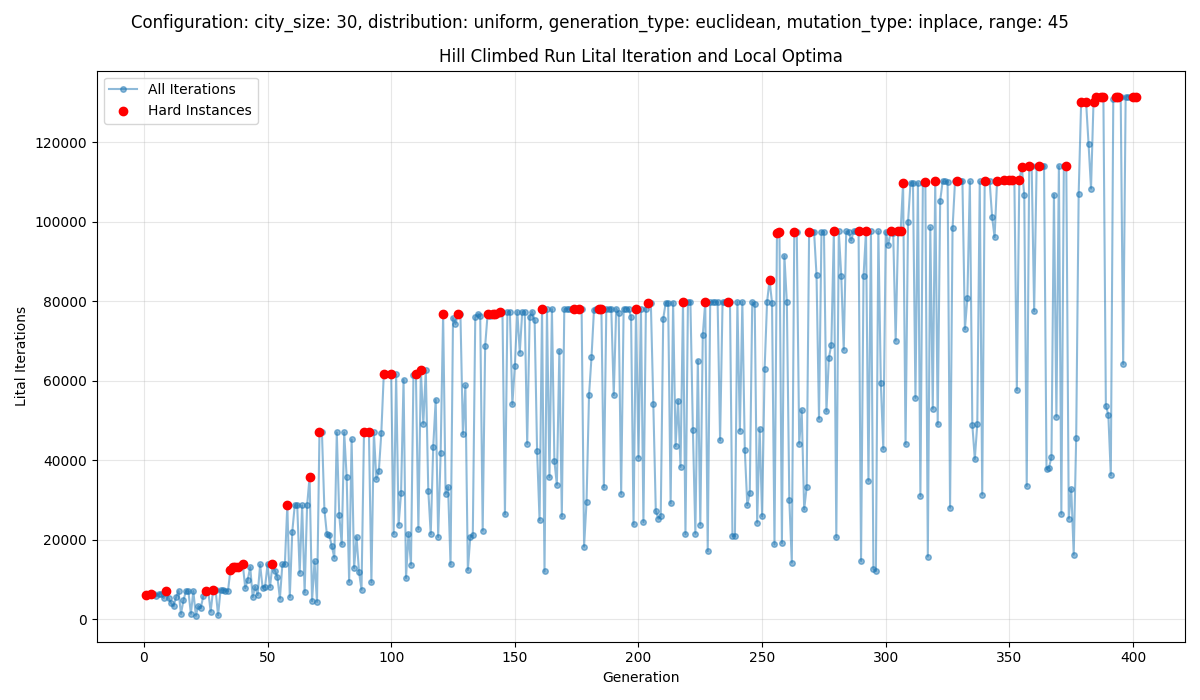 Configuration: city_size: 30, distribution: uniform, generation_type: euclidean, mutation_type: inplace, range: 45
Hill Climbed Run Lital Iteration and Local Optima
All Iterations
Hard Instances
120000
100000
80000
60000
40000
20000
0
Lital Iterations
0 50 100 150 200 250 300 350 400
Generation